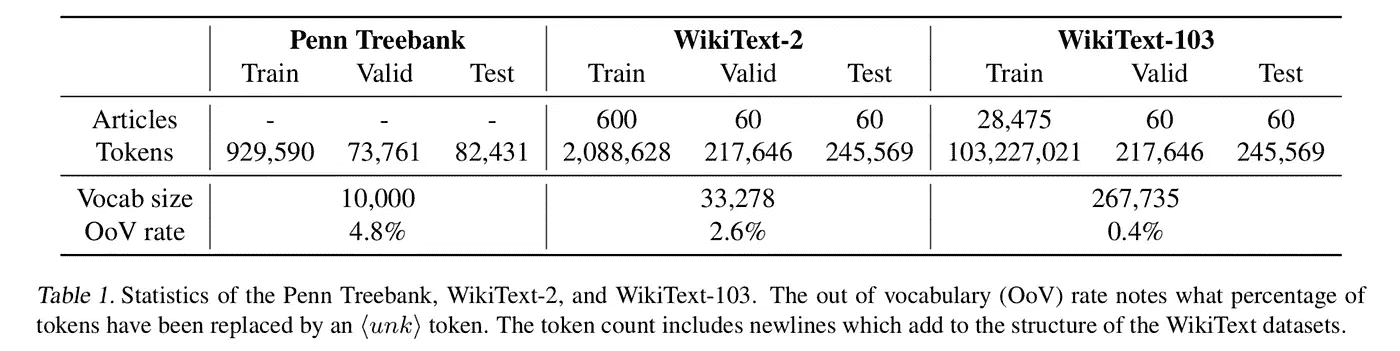 Penn Treebank WikiText-2 WikiText-103
Train Valid Test Train Valid Test Train Valid Test
Articles - - - 600 60 60 28,475 60 60
Tokens 929,590 73,761 82,431 2,088,628 217,646 245,569 103,227,021 217,646 245,569
Vocab size 10,000 33,278 267,735
OoV rate 4.8% 2.6% 0.4%
Table 1. Statistics of the Penn Treebank, WikiText-2, and WikiText-103. The out of vocabulary (OoV) rate notes what percentage of
tokens have been replaced by an ⟨unk⟩ token. The token count includes newlines which add to the structure of the WikiText datasets.